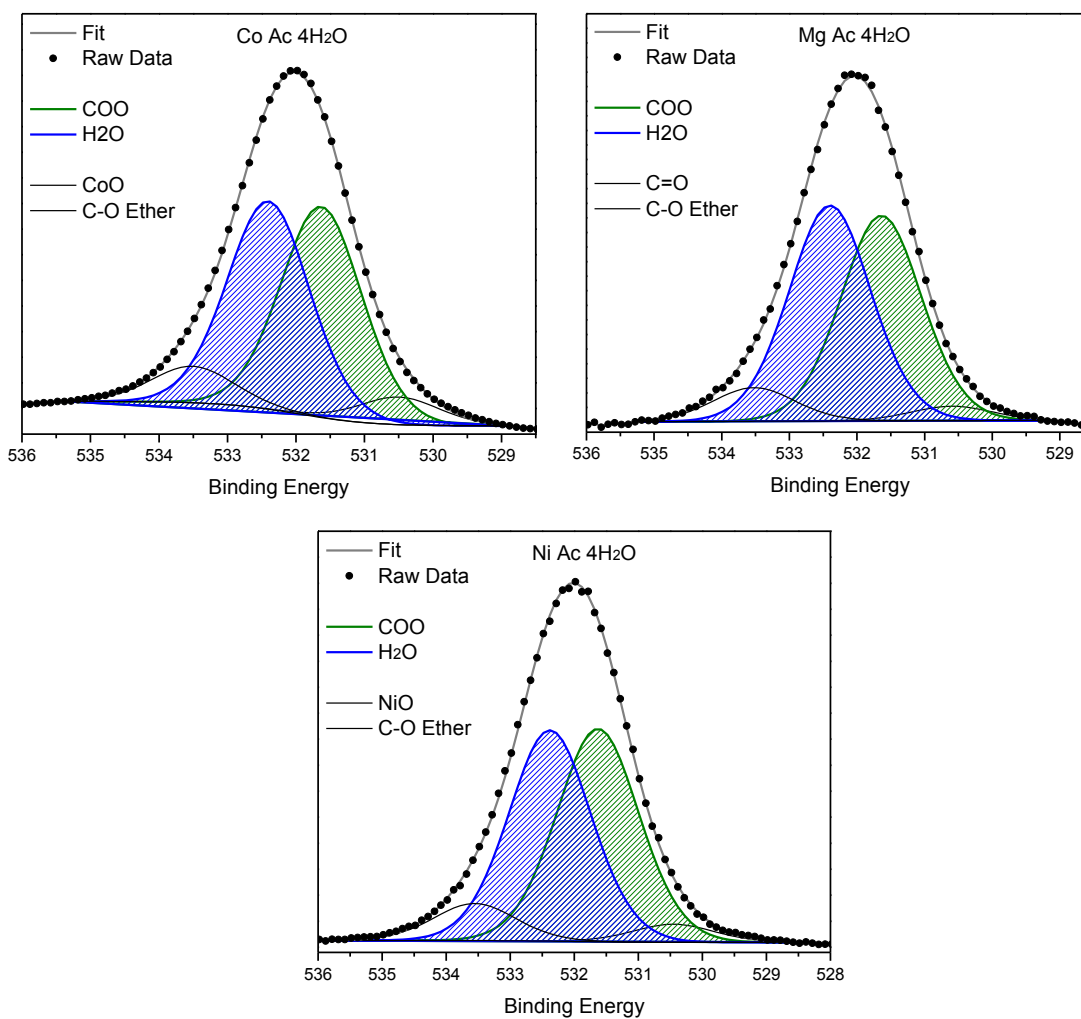 Fit
Raw Data
COO
H2O
CoO
C-O Ether
Co Ac 4H₂O
536 535 534 533 532 531 530 529
Binding Energy
Fit
Raw Data
COO
H2O
C=O
C-O Ether
Mg Ac 4H₂O
536 535 534 533 532 531 530 529
Binding Energy
Fit
Raw Data
COO
H₂O
NiO
C-O Ether
Ni Ac 4H₂O
536 535 534 533 532 531 530 529 528
Binding Energy